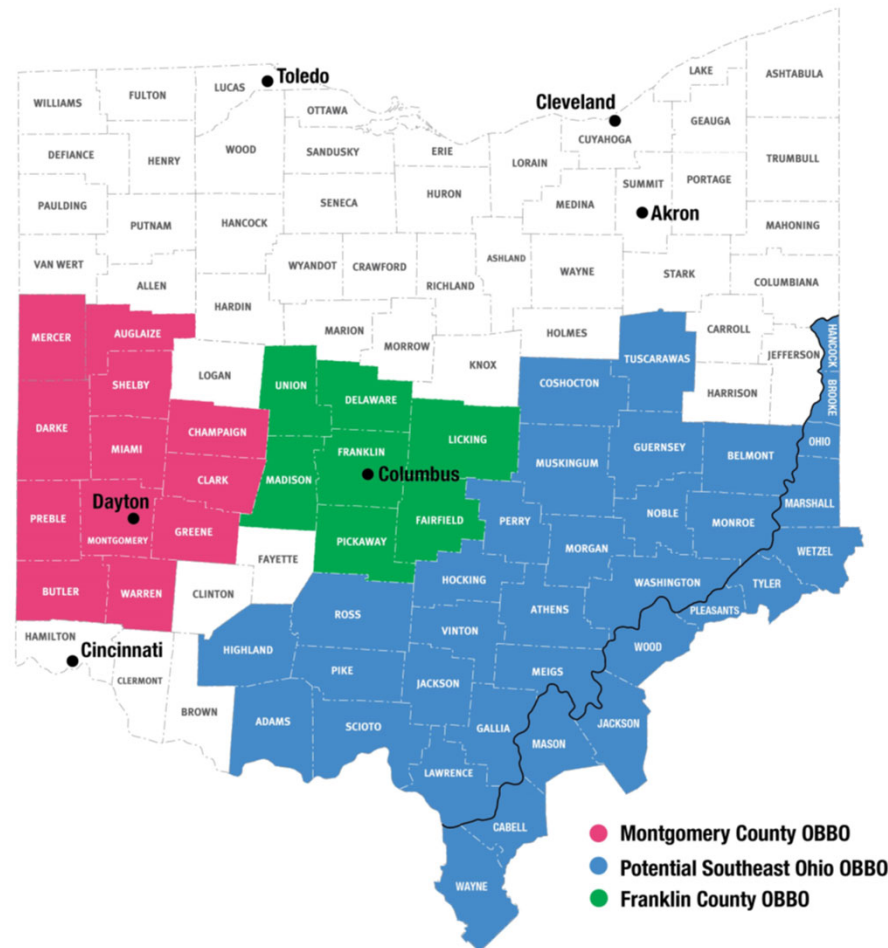 Toledo
LAKE
ASHTABULA
WILLIAMS
FULTON
LUCAS
OTTAWA
Cleveland
GEAUGA
CUYAHOGA
DEFIANCE
HENRY
WOOD
SANDUSKY
ERIE
LORAIN
TRUMBULL
PAULDING
PUTNAM
HANCOCK
SENECA
HURON
MEDINA
SUMMIT
PORTAGE
Akron
MAHONING
VAN WERT
ALLEN
WYANDOT
CRAWFORD
RICHLAND
ASHLAND
WAYNE
STARK
COLUMBIANA
MERCER
AUGLAIZE
HARDIN
MARION
MORROW
HOLMES
CARROLL
JEFFERSON
HANCOCK
SHELBY
LOGAN
UNION
DELAWARE
KNOX
COSHOCTON
TUSCARAWAS
HARRISON
BROOKE
DARKE
MIAMI
CHAMPAIGN
CLARK
MADISON
FRANKLIN
Columbus
LICKING
MUSKINGUM
GUERNSEY
BELMONT
OHIO
PREBLE
Dayton
MONTGOMERY
GREENE
FAYETTE
PICKAWAY
FAIRFIELD
PERRY
MORGAN
NOBLE
MONROE
MARSHALL
WETZEL
BUTLER
WARREN
CLINTON
ROSS
HOCKING
ATHENS
WASHINGTON
PLEASANTS
TYLER
HAMILTON
Cincinnati
CLERMONT
BROWN
HIGHLAND
PIKE
VINTON
JACKSON
MEIGS
WOOD
ADAMS
SCIOTO
GALLIA
LAWRENCE
MASON
JACKSON
CABELL
WAYNE
Montgomery County OBBO
Potential Southeast Ohio OBBO
Franklin County OBBO